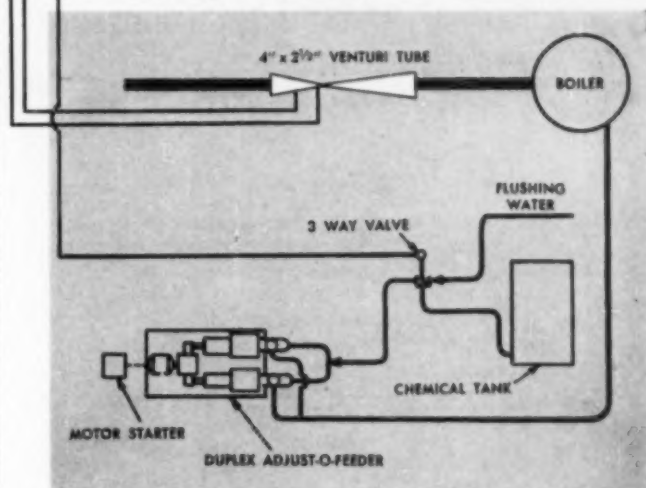 4" x 2½" VENTURI TUBE
BOILER
FLUSHING
WATER
3 WAY VALVE
CHEMICAL TANK
MOTOR STARTER
DUPLEX ADJUST-O-FEEDER